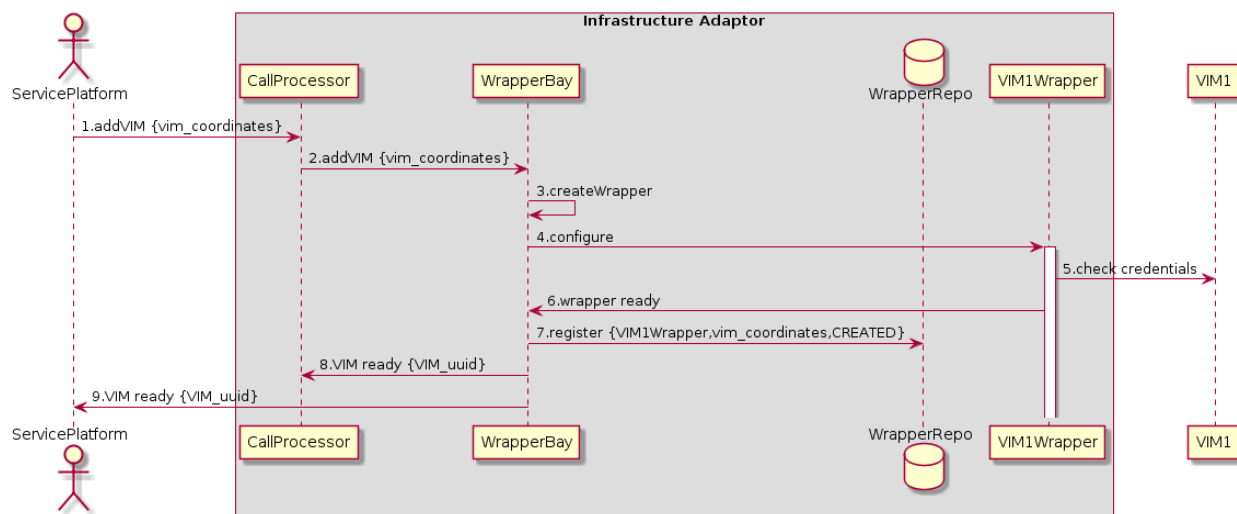 Infrastructure Adaptor
ServicePlatform
CallProcessor
WrapperBay
WrapperRepo
VIM1Wrapper
VIM1
1.addVIM {vim_coordinates}
2.addVIM {vim_coordinates}
3.createWrapper
4.configure
5.check credentials
6.wrapper ready
7.register {VIM1Wrapper,vim_coordinates,CREATED}
8.VIM ready {VIM_uuid}
9.VIM ready {VIM_uuid}
ServicePlatform
CallProcessor
WrapperBay
WrapperRepo
VIM1Wrapper
VIM1